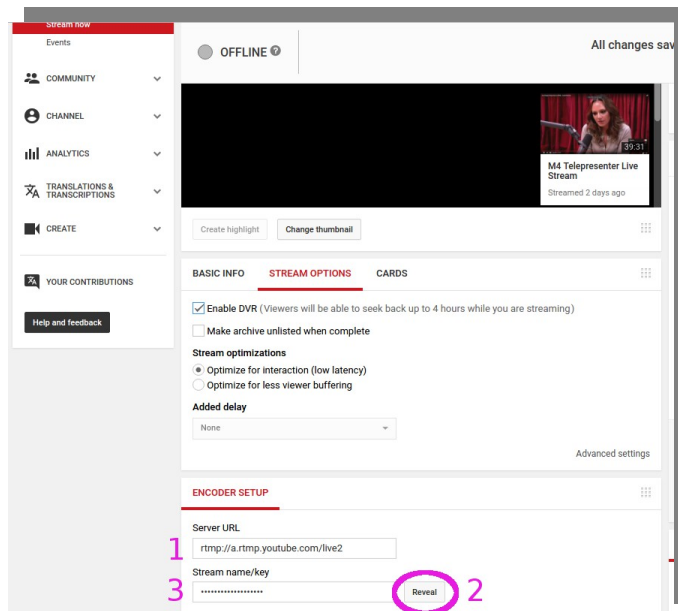 Stream now
Events
COMMUNITY
CHANNEL
ANALYTICS
TRANSLATIONS &
TRANSCRIPTIONS
CREATE
YOUR CONTRIBUTIONS
Help and feedback
OFFLINE ?
All changes sav
39:31
M4 Telepresenter Live
Stream
Streamed 2 days ago
Create highlight Change thumbnail
BASIC INFO STREAM OPTIONS CARDS
Enable DVR (Viewers will be able to seek back up to 4 hours while you are streaming)
Make archive unlisted when complete
Stream optimizations
Optimize for interaction (low latency)
Optimize for less viewer buffering
Added delay
None
Advanced settings
ENCODER SETUP
Server URL
1 rtmp://a.rtmp.youtube.com/live2
Stream name/key
3 ••••••••••••••••••• Reveal 2